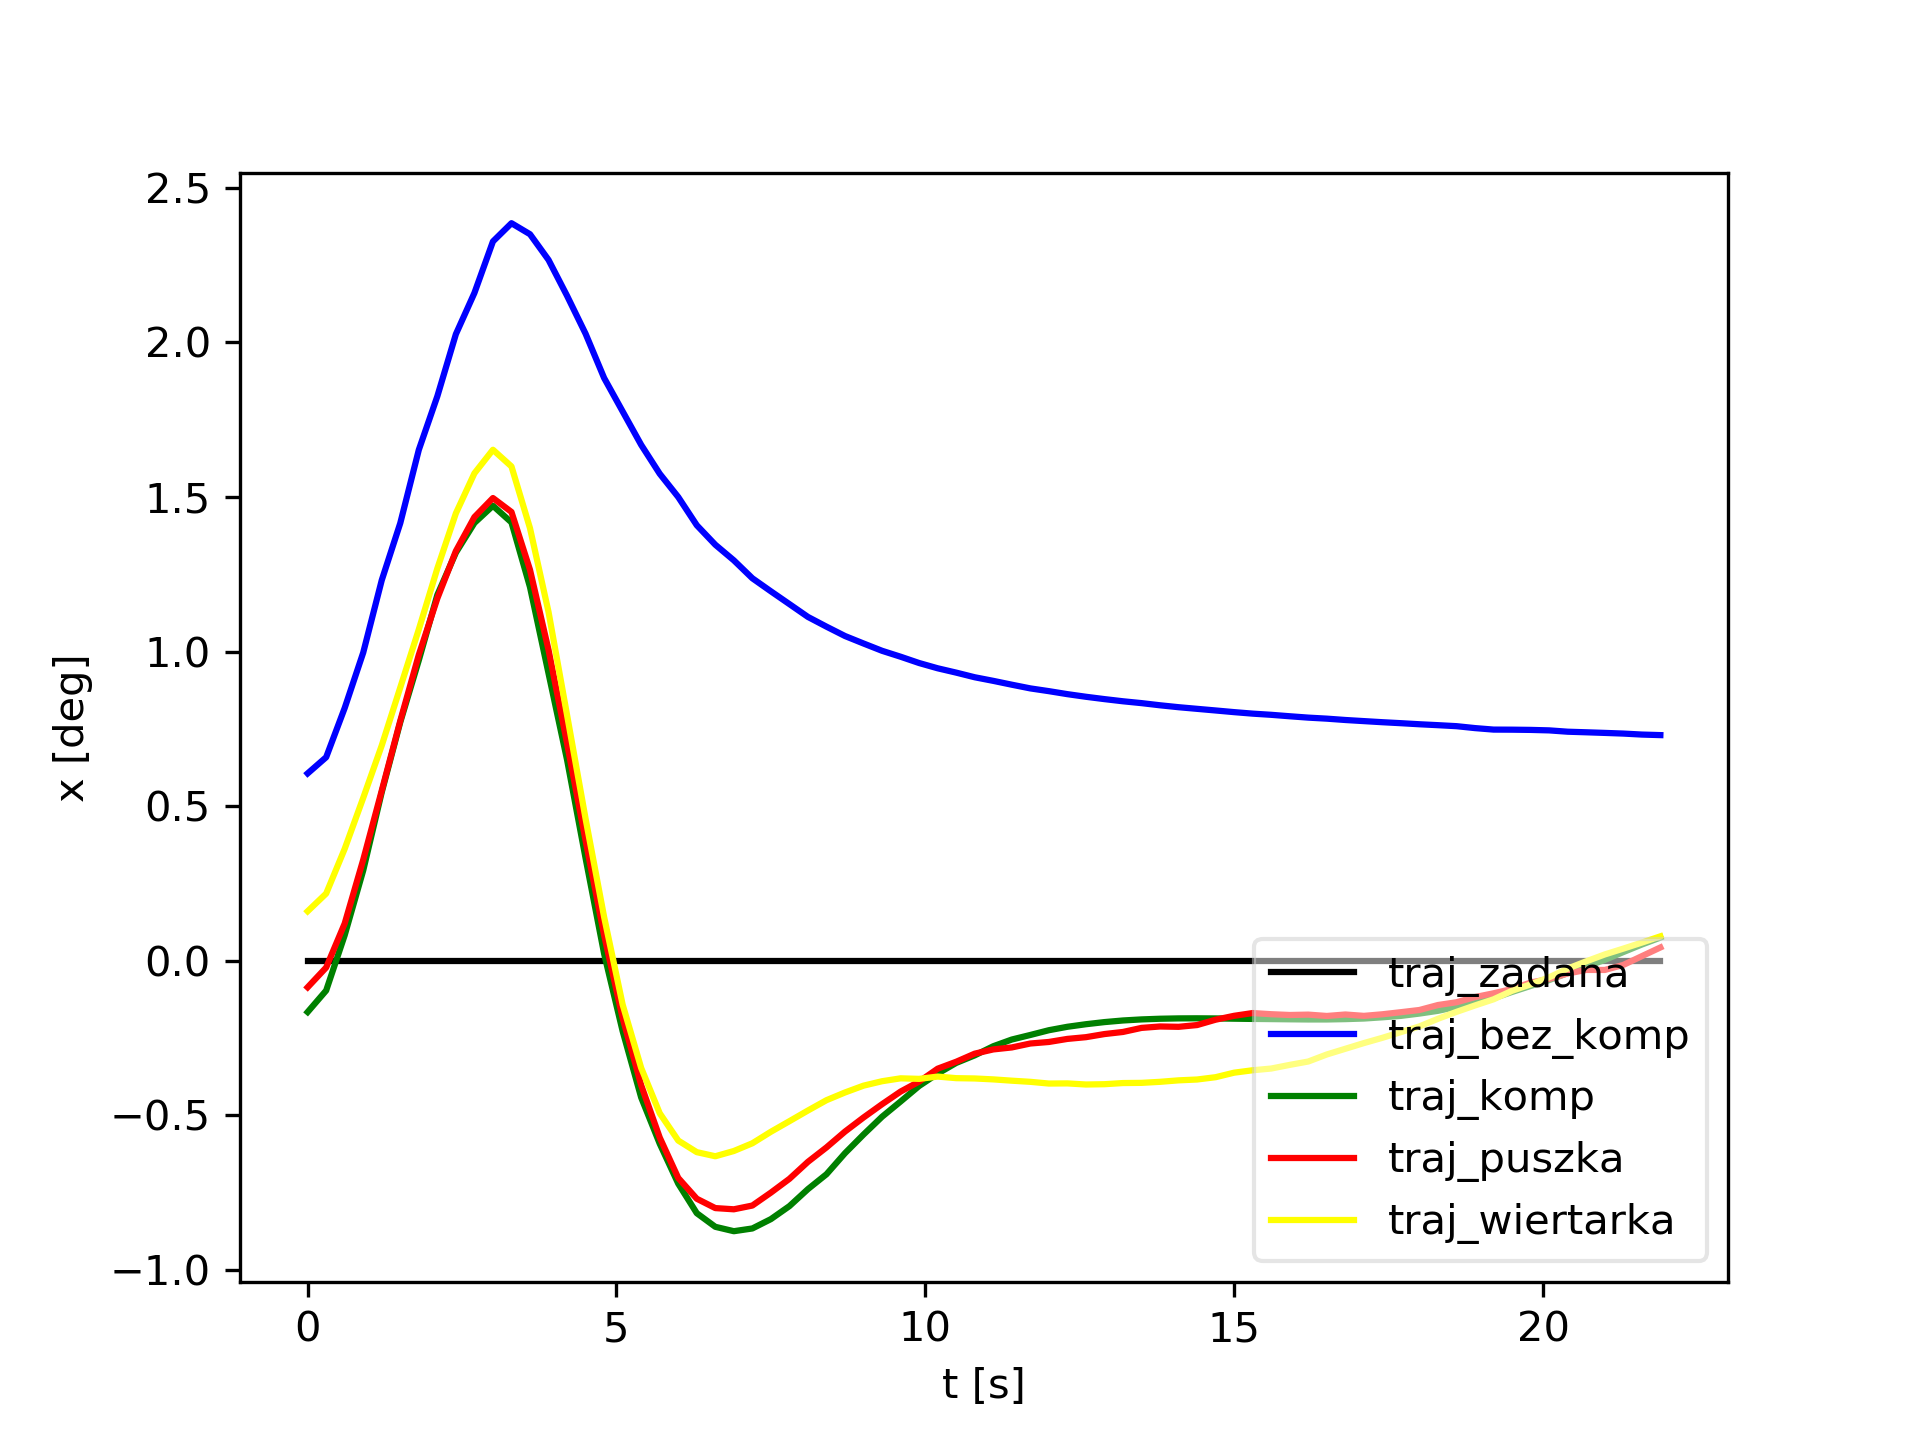 2.5
2.0
1.5
1.0
0.5
0.0
−0.5
−1.0
x [deg]
0 5 10 15 20
t [s]
traj_zadana
traj_bez_komp
traj_komp
traj_puszka
traj_wiertarka